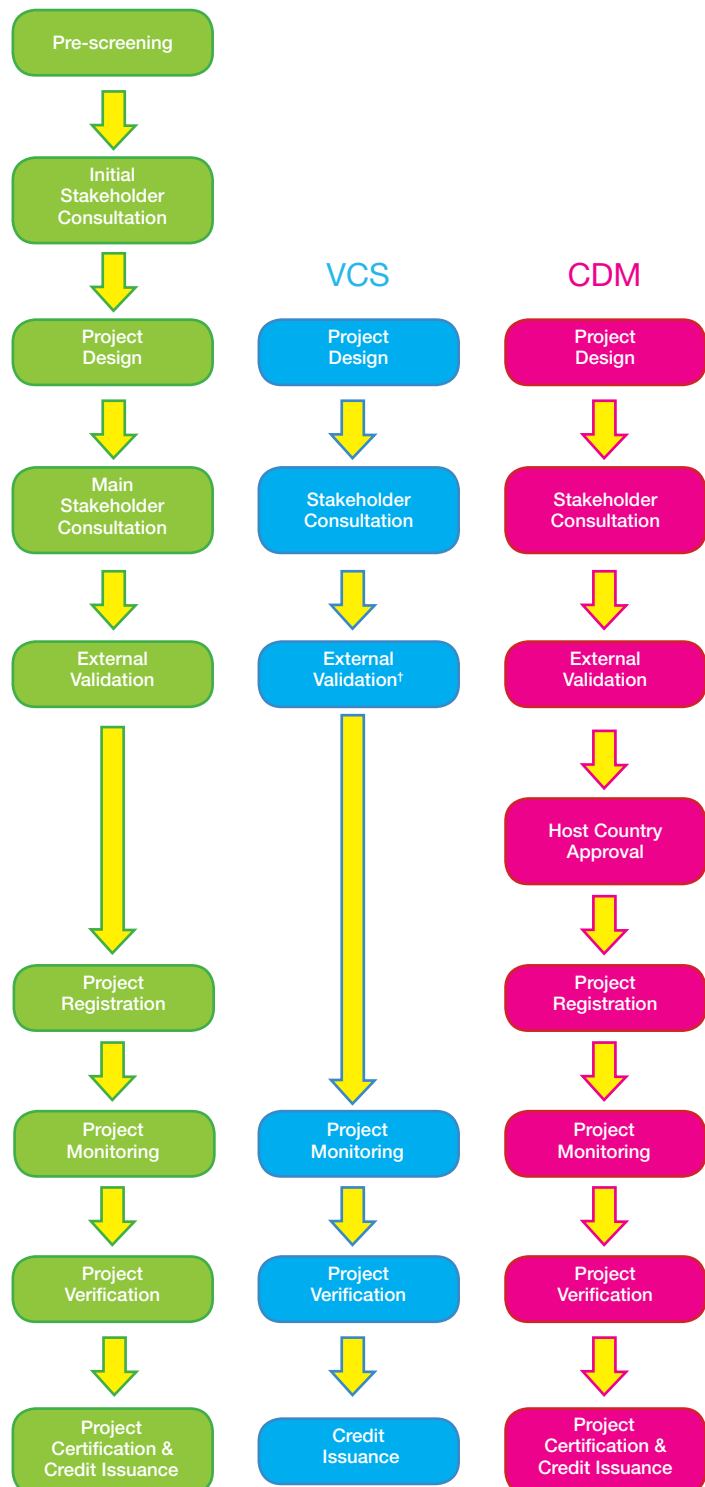 Pre-screening
Initial
Stakeholder
Consultation
Project
Design
Main
Stakeholder
Consultation
External
Validation
Project
Registration
Project
Monitoring
Project
Verification
Project
Certification &
Credit Issuance
VCS
Project
Design
Stakeholder
Consultation
External
Validation†
Project
Monitoring
Project
Verification
Credit
Issuance
CDM
Project
Design
Stakeholder
Consultation
External
Validation
Host Country
Approval
Project
Registration
Project
Monitoring
Project
Verification
Project
Certification &
Credit Issuance